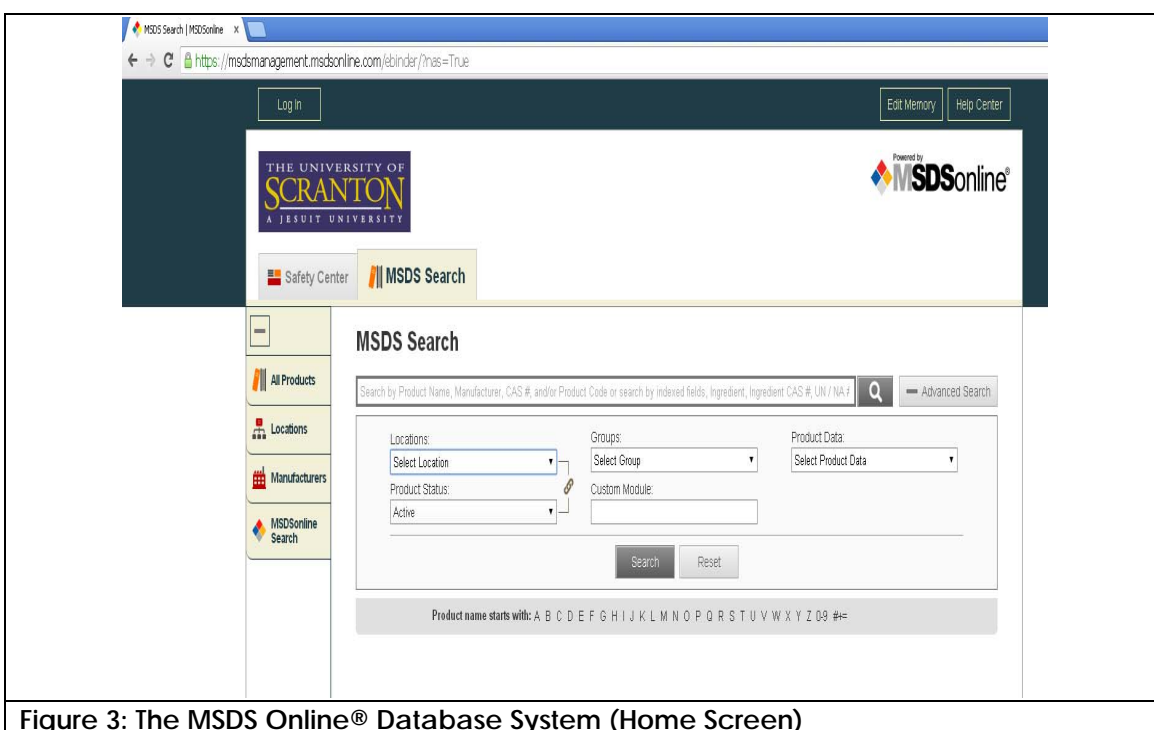 MSDS Search | MSDSonline x
https://msdsmanagement.msdsonline.com/ebinder/?nas=True
Log In
Edit Memory
Help Center
THE UNIVERSITY OF
SCRANTON
A JESUIT UNIVERSITY
Powered by
MSDSonline®
Safety Center
MSDS Search
MSDS Search
All Products
Locations
Manufacturers
MSDSonline
Search
Search by Product Name, Manufacturer, CAS #, and/or Product Code or search by indexed fields, Ingredient, Ingredient CAS #, UN / NA #
Advanced Search
Locations:
Select Location
Groups:
Select Group
Product Data:
Select Product Data
Product Status:
Active
Custom Module:
Search
Reset
Product name starts with: A B C D E F G H I J K L M N O P Q R S T U V W X Y Z 0-9 #+=
Figure 3: The MSDS Online® Database System (Home Screen)